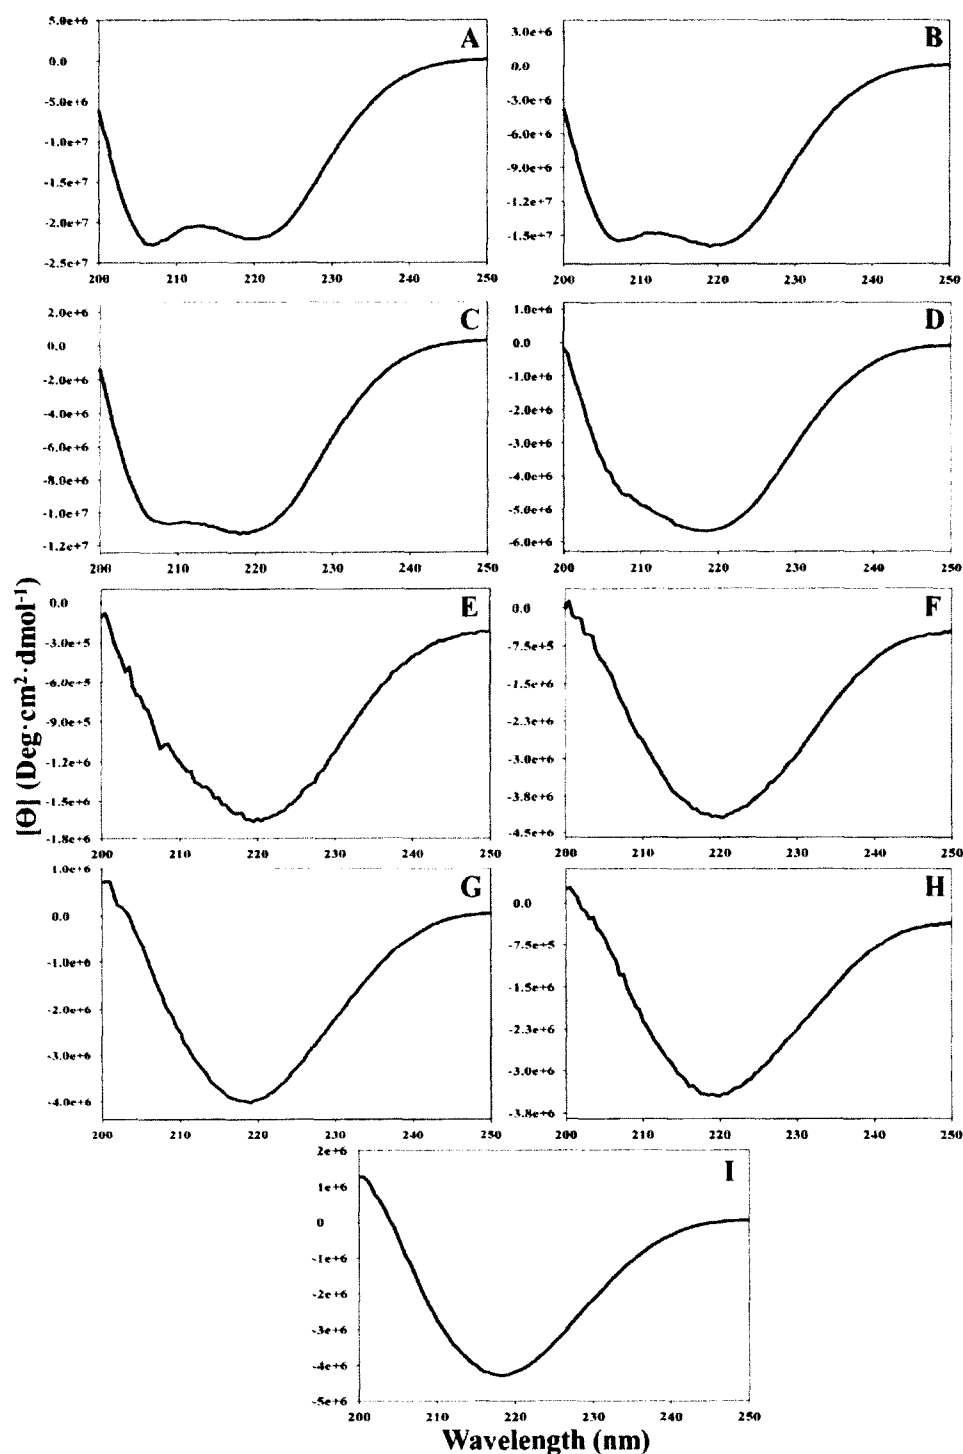 A
5.0e+6
0.0
-5.0e+6
-1.0e+7
-1.5e+7
-2.0e+7
-2.5e+7
200 210 220 230 240 250
B
3.0e+6
0.0
-3.0e+6
-6.0e+6
-9.0e+6
-1.2e+7
-1.5e+7
200 210 220 230 240 250
C
2.0e+6
0.0
-2.0e+6
-4.0e+6
-6.0e+6
-8.0e+6
-1.0e+7
-1.2e+7
200 210 220 230 240 250
D
1.0e+6
0.0
-1.0e+6
-2.0e+6
-3.0e+6
-4.0e+6
-5.0e+6
-6.0e+6
200 210 220 230 240 250
[Θ] (Deg·cm²·dmol⁻¹)
E
0.0
-3.0e+5
-6.0e+5
-9.0e+5
-1.2e+6
-1.5e+6
-1.8e+6
200 210 220 230 240 250
F
0.0
-7.5e+5
-1.5e+6
-2.3e+6
-3.0e+6
-3.8e+6
-4.5e+6
200 210 220 230 240 250
G
1.0e+6
0.0
-1.0e+6
-2.0e+6
-3.0e+6
-4.0e+6
200 210 220 230 240 250
H
0.0
-7.5e+5
-1.5e+6
-2.3e+6
-3.0e+6
-3.8e+6
200 210 220 230 240 250
I
2e+6
1e+6
0
-1e+6
-2e+6
-3e+6
-4e+6
-5e+6
200 210 220 230 240 250
Wavelength (nm)